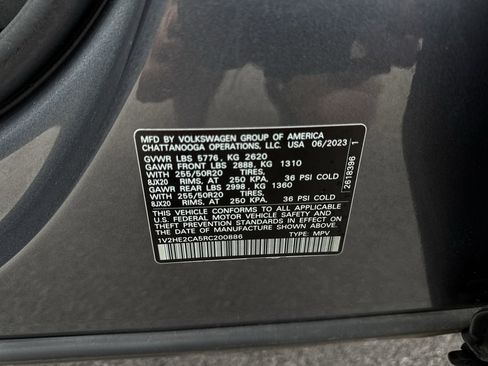 MFD BY VOLKSWAGEN GROUP OF AMERICA
CHATTANOOGA OPERATIONS, LLC. USA 06/2023
GVWR LBS 5776, KG 2620
GAWR FRONT LBS 2888, KG 1310
WITH 255/50R20 TIRES,
8JX20 RIMS, AT 250 KPA, 36 PSI COLD
GAWR REAR LBS 2998, KG 1360
WITH 255/50R20 TIRES,
8JX20 RIMS, AT 250 KPA, 36 PSI COLD
THIS VEHICLE CONFORMS TO ALL APPLICABLE
U.S. FEDERAL MOTOR VEHICLE SAFETY AND
THEFT PREVENTION STANDARDS IN EFFECT ON
THE DATE OF MANUFACTURE SHOWN ABOVE.
1V2HE2CA5RC200886 TYPE: MPV
2618396 1